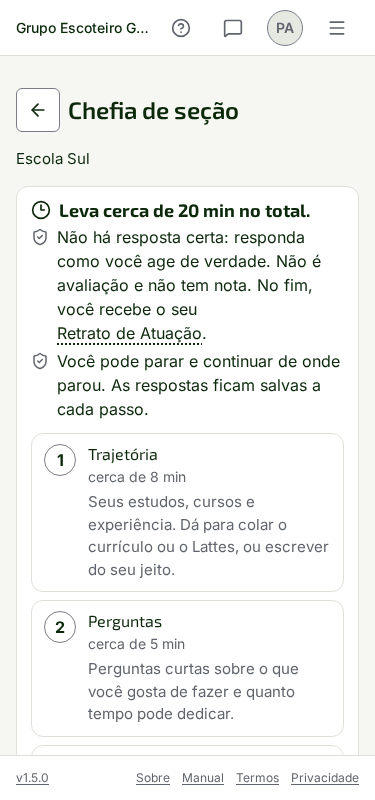 Grupo Escoteiro G...
PA
Chefia de seção
Escola Sul
Leva cerca de 20 min no total.
Não há resposta certa: responda
como você age de verdade. Não é
avaliação e não tem nota. No fim,
você recebe o seu
Retrato de Atuação.
Você pode parar e continuar de onde
parou. As respostas ficam salvas a
cada passo.
1
Trajetória
cerca de 8 min
Seus estudos, cursos e
experiência. Dá para colar o
currículo ou o Lattes, ou escrever
do seu jeito.
2
Perguntas
cerca de 5 min
Perguntas curtas sobre o que
você gosta de fazer e quanto
tempo pode dedicar.
v1.5.0 Sobre Manual Termos Privacidade